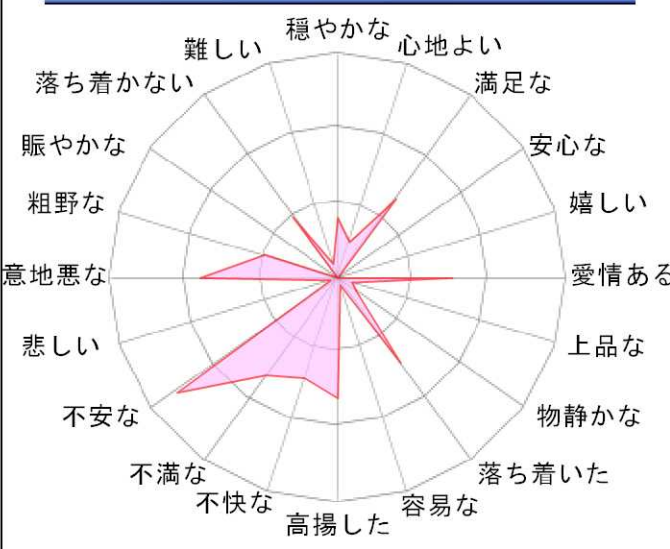 穏やかな
心地よい
満足な
安心な
嬉しい
愛情ある
上品な
物静かな
落ち着いた
容易な
高揚した
不快な
不満な
不安な
悲しい
意地悪な
粗野な
賑やかな
落ち着かない
難しい